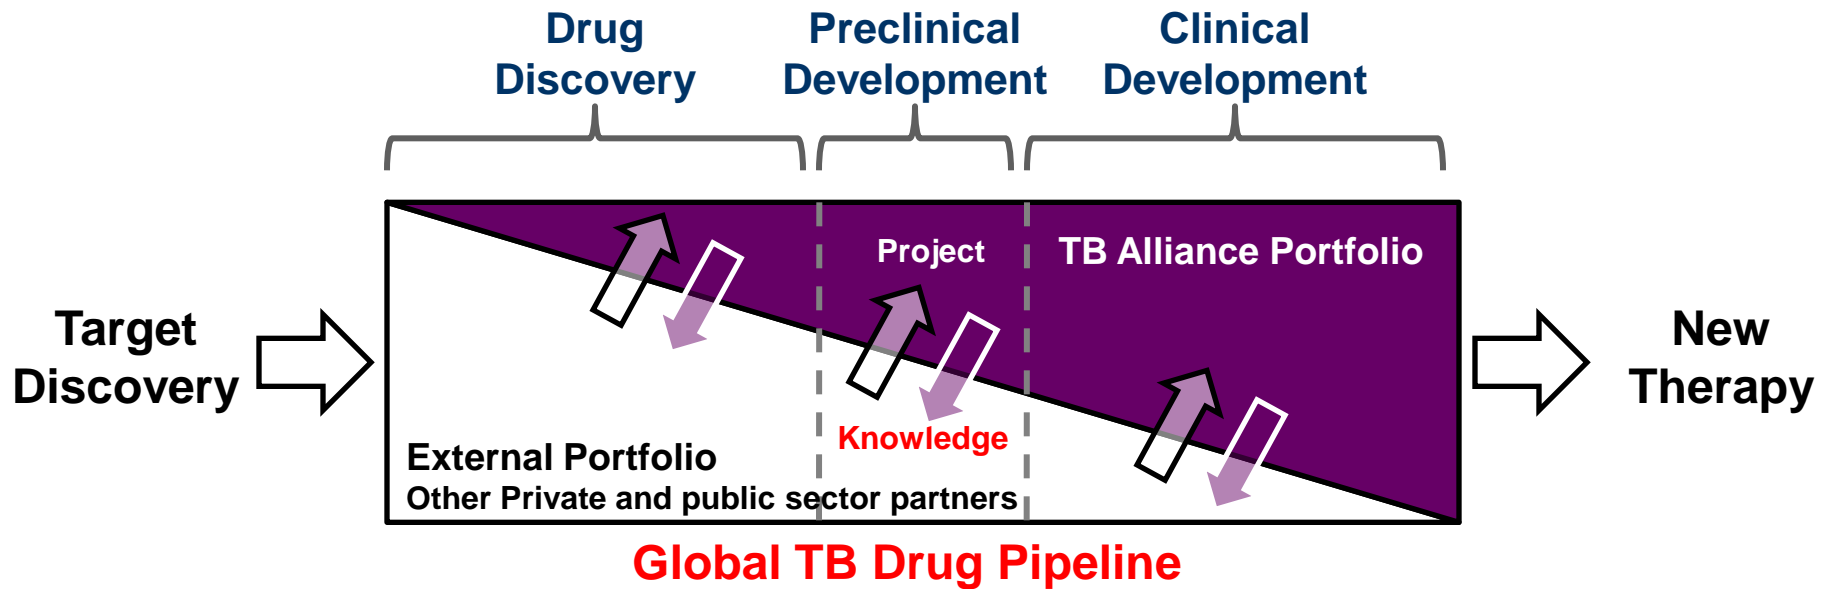 Drug
Discovery
Preclinical
Development
Clinical
Development
Target
Discovery
Project
TB Alliance Portfolio
New
Therapy
Knowledge
External Portfolio
Other Private and public sector partners
Global TB Drug Pipeline